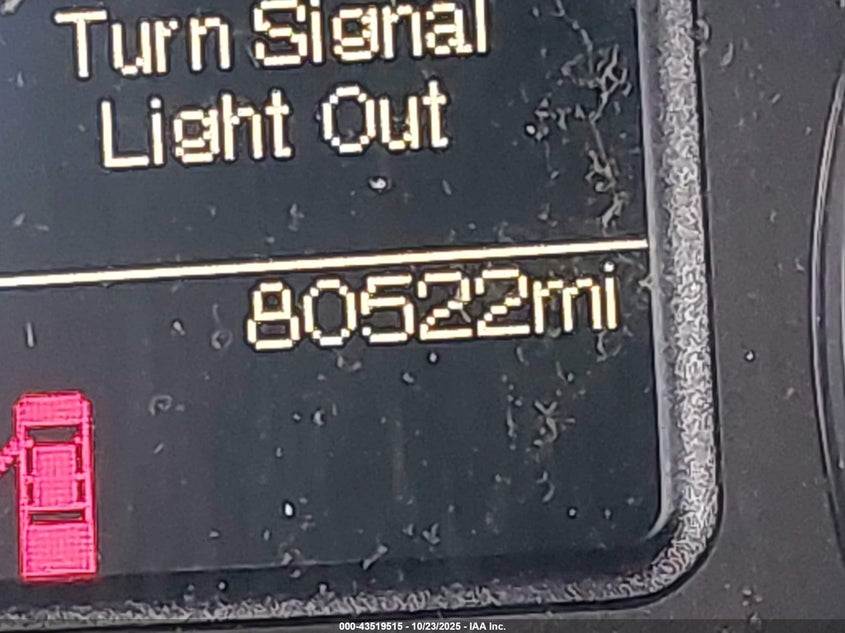 Turn Signal
Light Out
80522mi
000-43519515 - 10/23/2025 - IAA Inc.